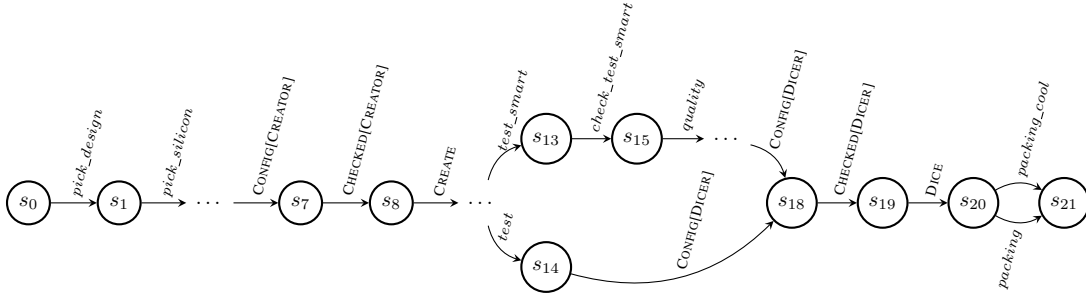 s0
pick_design
s1
pick_silicon
...
CONFIG[CREATOR]
s7
CHECKED[CREATOR]
s8
CREATE
...
test_smart
s13
check_test_smart
s15
quality
...
CONFIG[DICER]
test
s14
CONFIG[DICER]
s18
CHECKED[DICER]
s19
DICE
s20
packing_cool
packing
s21